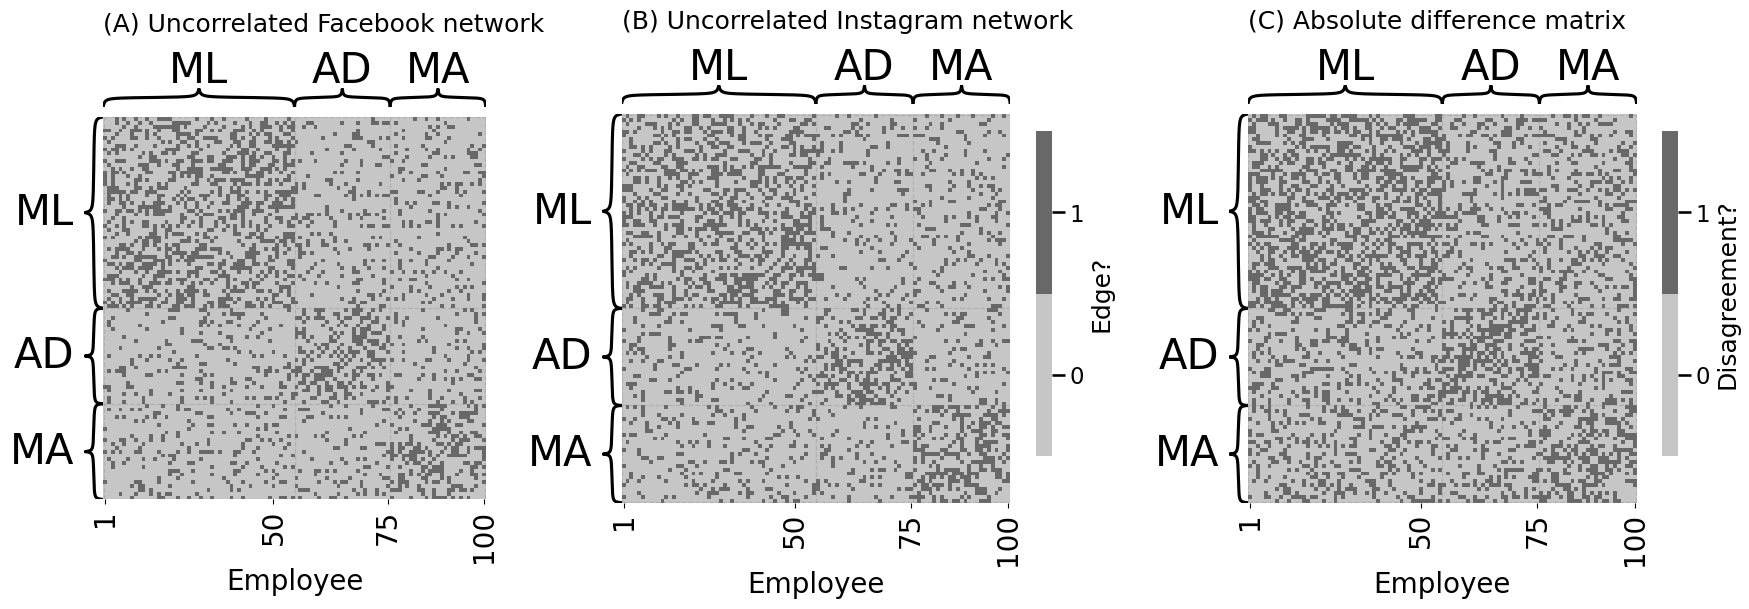 (A) Uncorrelated Facebook network
ML AD MA
ML
AD
MA
1 50 75 100
Employee
(B) Uncorrelated Instagram network
ML AD MA
ML
AD
MA
1 50 75 100
Employee
1
0
Edge?
(C) Absolute difference matrix
ML AD MA
ML
AD
MA
1 50 75 100
Employee
1
0
Disagreement?